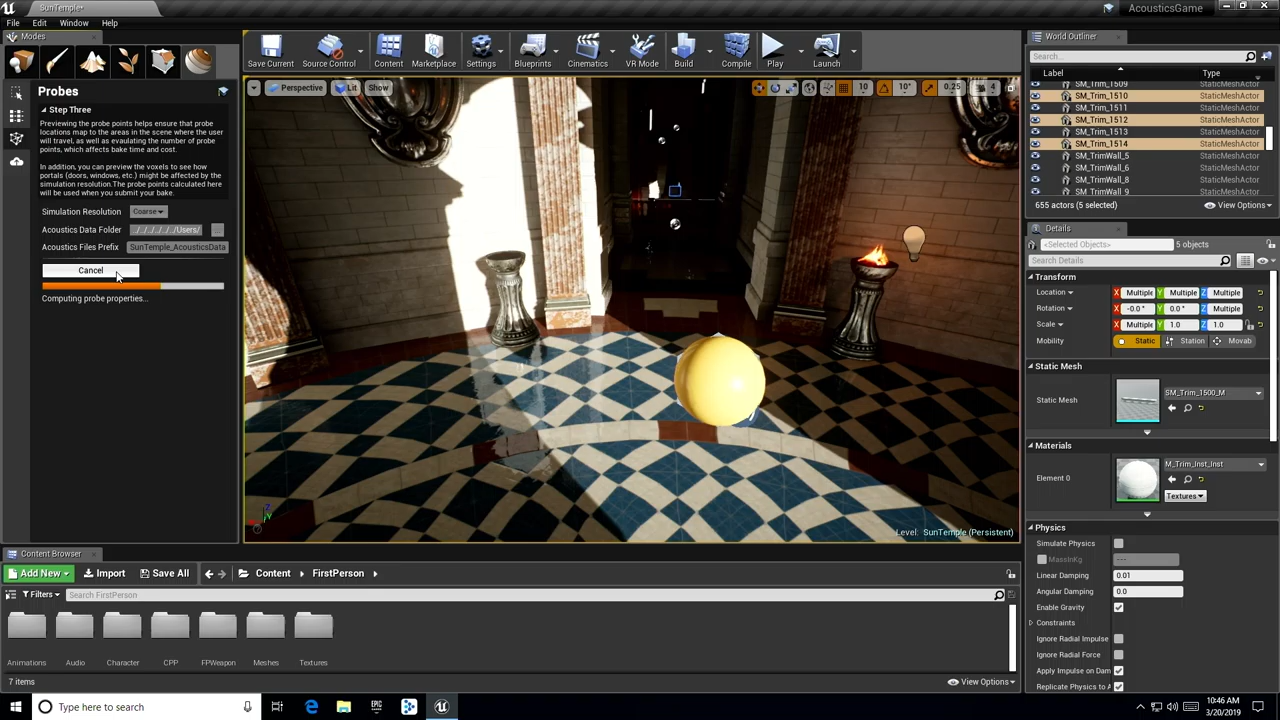 SunTemple*
AcousticsGame
File Edit Window Help
Modes
Probes
Step Three
Previewing the probe points helps ensure that probe
locations map to the areas in the scene where the user
will travel, as well as evaulating the number of probe
points, which affects bake time and cost.
In addition, you can preview the voxels to see how
portals (doors, windows, etc.) might be affected by the
simulation resolution.The probe points calculated here
will be used when you submit your bake.
Simulation Resolution Coarse
Acoustics Data Folder ../../../../../../Users/ ...
Acoustics Files Prefix SunTemple_AcousticsData
Cancel
Computing probe properties...
Save Current Source Control Content Marketplace Settings Blueprints Cinematics VR Mode Build Compile Play Launch
Perspective Lit Show 10 10° 0.25 4
Level: SunTemple (Persistent)
World Outliner
Search...
Label Type
SM_Trim_1509 StaticMeshActor
SM_Trim_1510 StaticMeshActor
SM_Trim_1511 StaticMeshActor
SM_Trim_1512 StaticMeshActor
SM_Trim_1513 StaticMeshActor
SM_Trim_1514 StaticMeshActor
SM_TrimWall_5 StaticMeshActor
SM_TrimWall_6 StaticMeshActor
SM_TrimWall_8 StaticMeshActor
SM_TrimWall_9 StaticMeshActor
655 actors (5 selected) View Options
Details
<Selected Objects> 5 objects
Search Details
Transform
Location X Multiple Y Multiple Z Multiple
Rotation X -0.0 ° Y 0.0 ° Z Multiple
Scale X Multiple Y 1.0 Z 1.0
Mobility Static Station Movab
Static Mesh
Static Mesh SM_Trim_1500_M
Materials
Element 0 M_Trim_Inst_Inst
Textures
Physics
Simulate Physics
MassInKg ---
Linear Damping 0.01
Angular Damping 0.0
Enable Gravity
Constraints
Ignore Radial Impulse
Ignore Radial Force
Apply Impulse on Dam
Replicate Physics to A
Content Browser
Add New Import Save All Content FirstPerson
Filters Search FirstPerson
Animations Audio Character CPP FPWeapon Meshes Textures
7 items View Options
Type here to search
EPIC
10:46 AM
3/20/2019